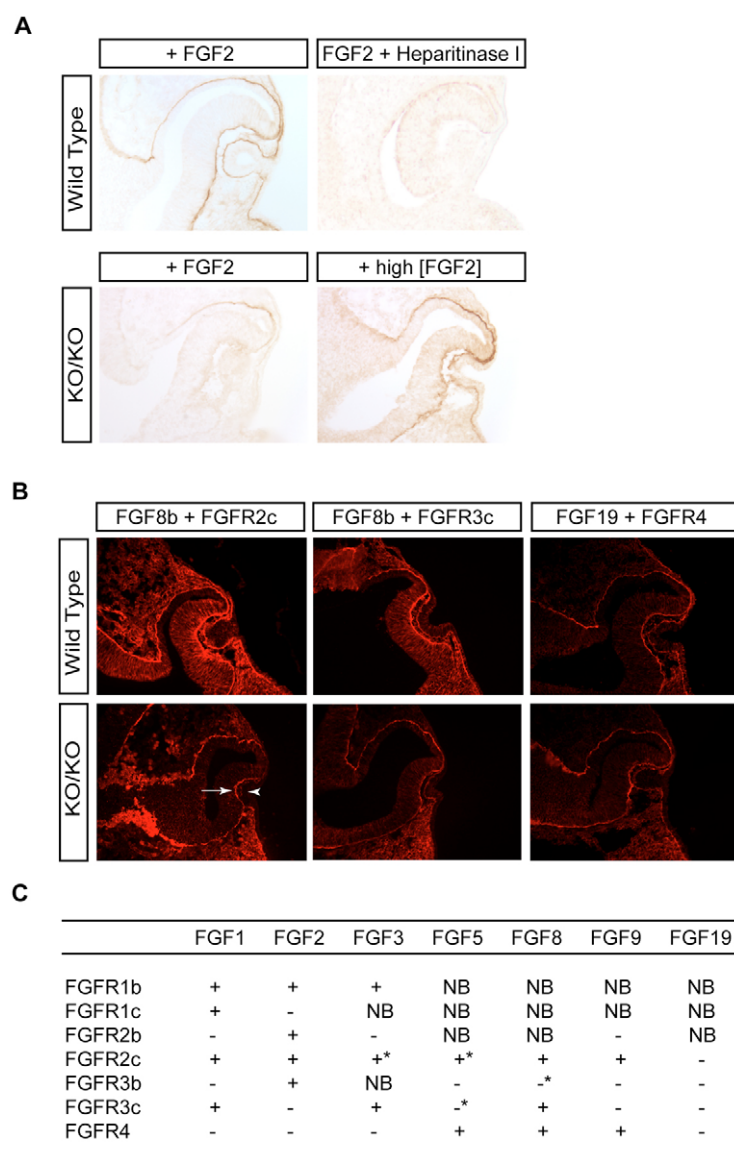 A
+ FGF2
FGF2 + Heparitinase I
Wild Type
+ FGF2
+ high [FGF2]
KO/KO
B
FGF8b + FGFR2c
FGF8b + FGFR3c
FGF19 + FGFR4
Wild Type
KO/KO
C
FGF1 FGF2 FGF3 FGF5 FGF8 FGF9 FGF19
FGFR1b + + + NB NB NB NB
FGFR1c + - NB NB NB NB NB
FGFR2b - + - NB NB - NB
FGFR2c + + +* +* + + -
FGFR3b - + NB - -* - -
FGFR3c + - + -* + - -
FGFR4 - - - + + + -